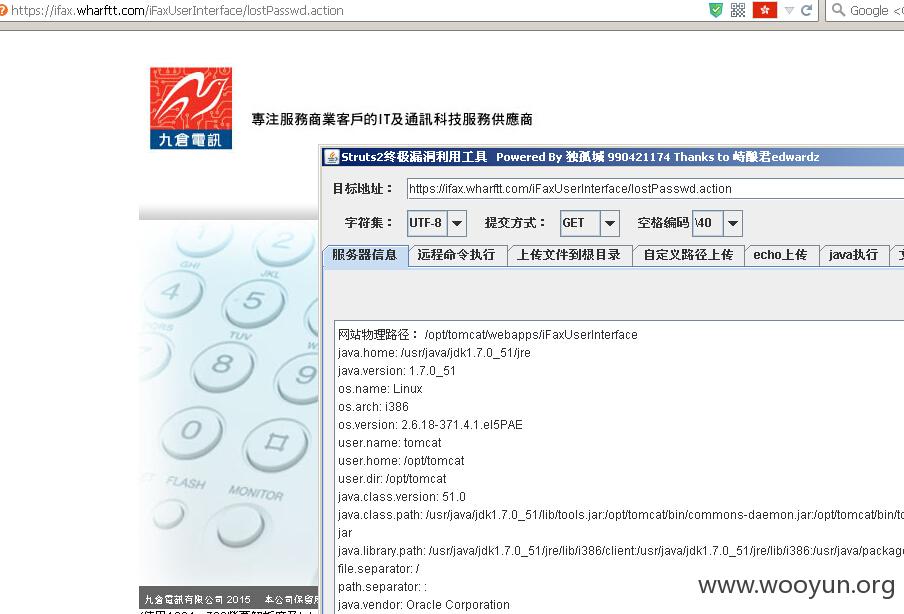 https://ifax.wharftt.com/iFaxUserInterface/lostPasswd.action
Google
九倉電訊
專注服務商業客戶的IT及通訊科技服務供應商
Struts2终极漏洞利用工具 Powered By 独孤城 990421174 Thanks to 峙酿君edwardz
目标地址： https://ifax.wharftt.com/iFaxUserInterface/lostPasswd.action
字符集： UTF-8 提交方式： GET 空格编码 \40
服务器信息 远程命令执行 上传文件到根目录 自定义路径上传 echo上传 java执行
网站物理路径： /opt/tomcat/webapps/iFaxUserInterface
java.home: /usr/java/jdk1.7.0_51/jre
java.version: 1.7.0_51
os.name: Linux
os.arch: i386
os.version: 2.6.18-371.4.1.el5PAE
user.name: tomcat
user.home: /opt/tomcat
user.dir: /opt/tomcat
java.class.version: 51.0
java.class.path: /usr/java/jdk1.7.0_51/lib/tools.jar:/opt/tomcat/bin/commons-daemon.jar:/opt/tomcat/bin/to
jar
java.library.path: /usr/java/jdk1.7.0_51/jre/lib/i386/client:/usr/java/jdk1.7.0_51/jre/lib/i386:/usr/java/package
file.separator: /
path.separator: :
java.vendor: Oracle Corporation
2
GHI
JKL
4
5
PQRS
TUV
8
9
0
FLASH
MONITOR
九倉電訊有限公司 2015 本公司保留
www.wooyun.org